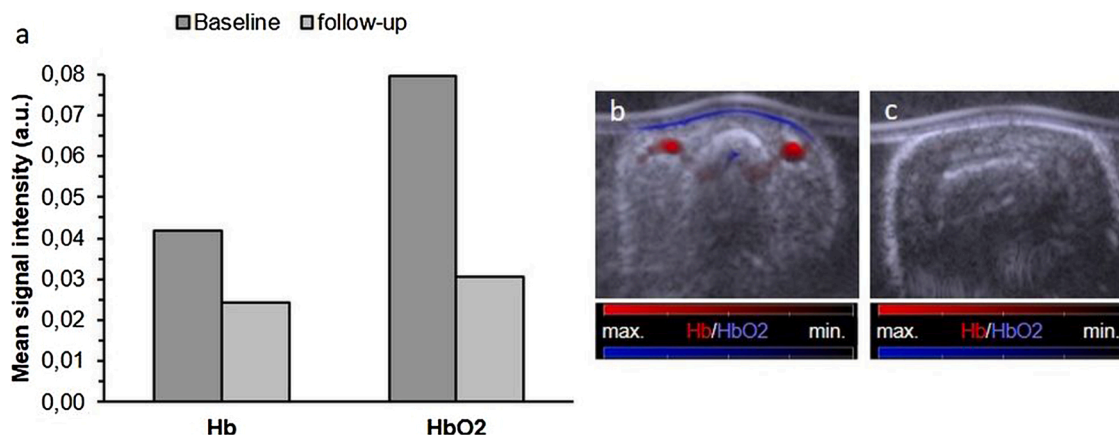 a
Baseline follow-up
Mean signal intensity (a.u.)
0,08
0,07
0,06
0,05
0,04
0,03
0,02
0,01
0,00
Hb HbO2
b
max. Hb/HbO2 min.
c
max. Hb/HbO2 min.